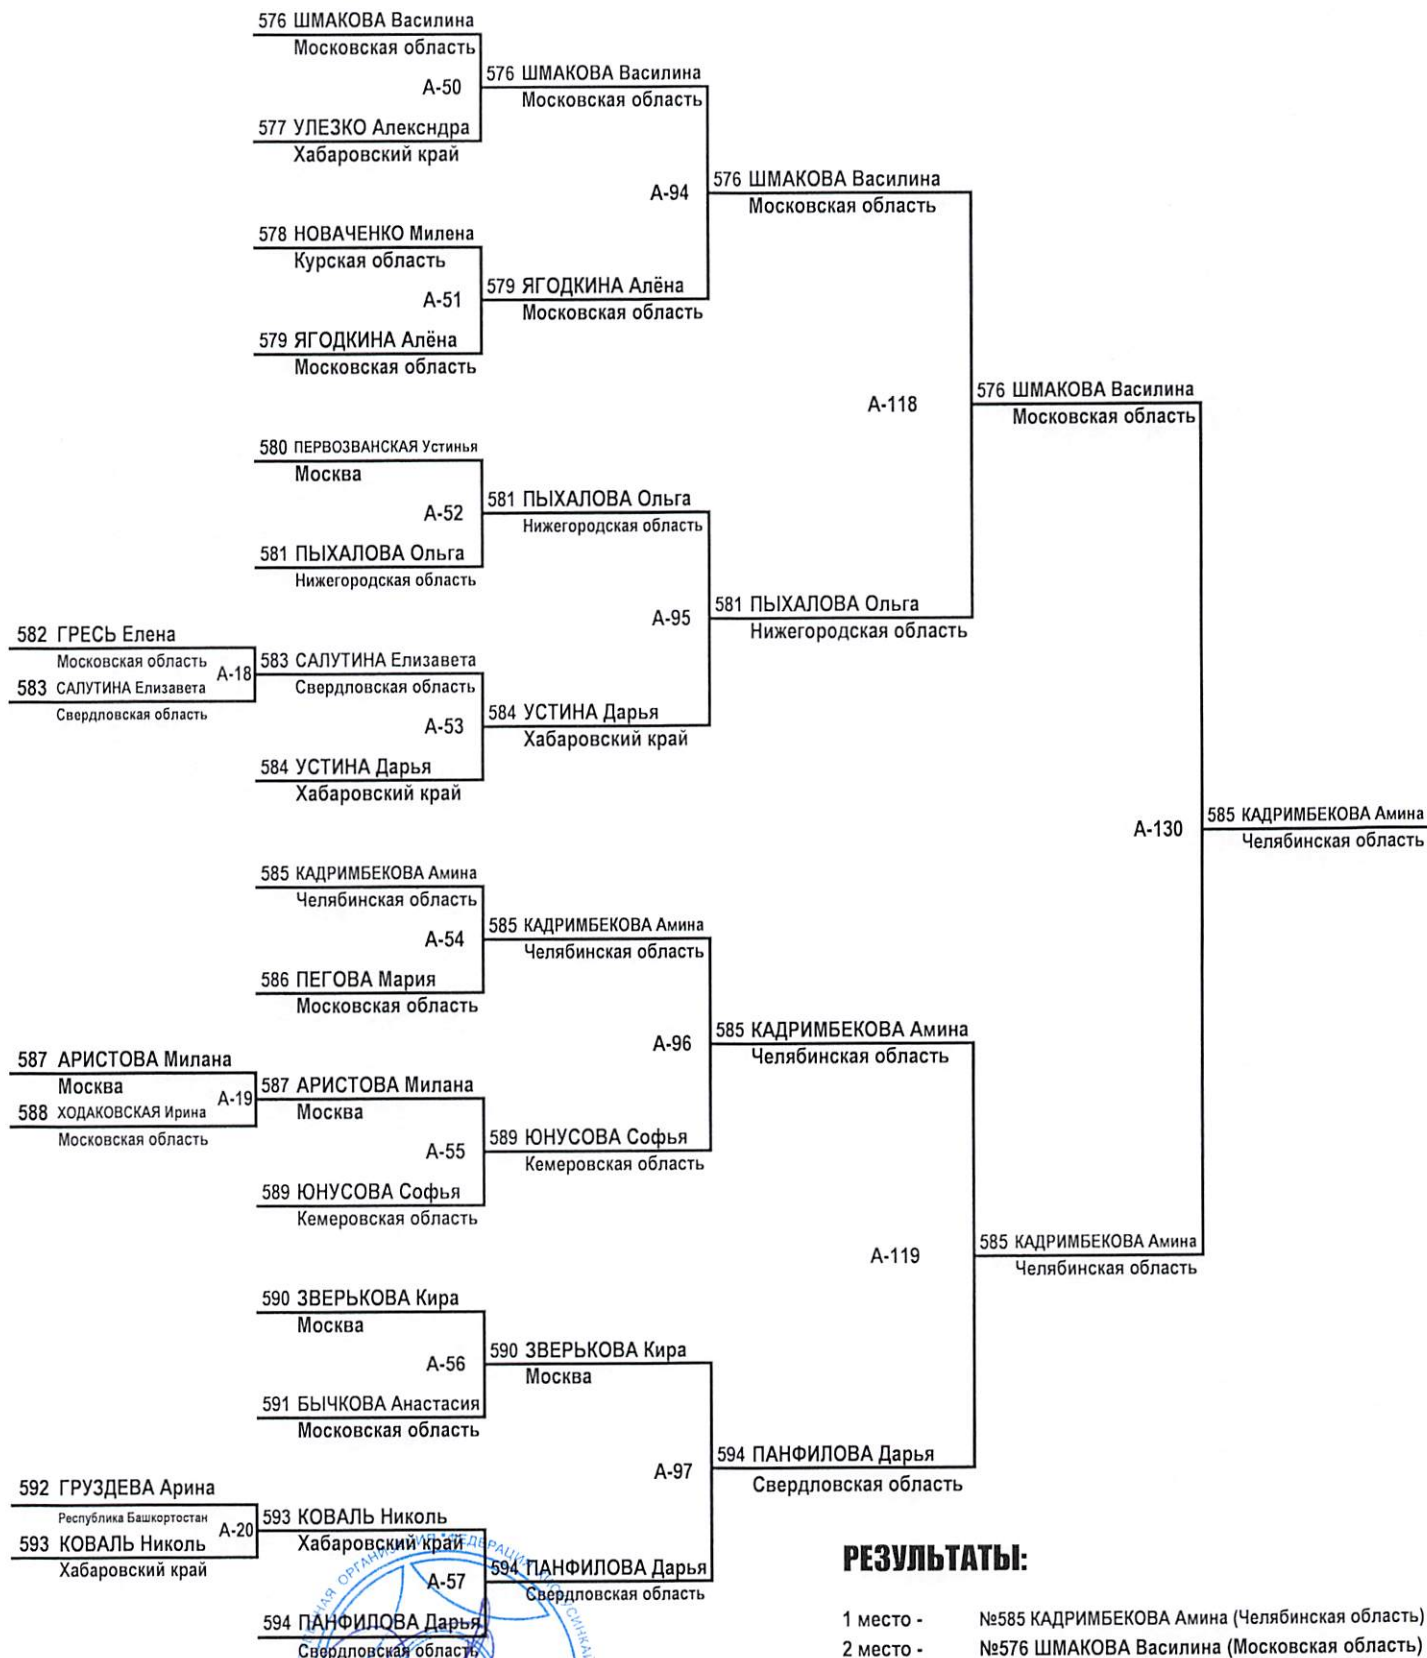 576 ШМАКОВА Василина
Московская область
А-50
577 УЛЕЗКО Алексндра
Хабаровский край
576 ШМАКОВА Василина
Московская область
578 НОВАЧЕНКО Милена
Курская область
А-51
579 ЯГОДКИНА Алёна
Московская область
579 ЯГОДКИНА Алёна
Московская область
А-94
576 ШМАКОВА Василина
Московская область
580 ПЕРВОЗВАНСКАЯ Устинья
Москва
А-52
581 ПЫХАЛОВА Ольга
Нижегородская область
581 ПЫХАЛОВА Ольга
Нижегородская область
582 ГРЕСЬ Елена
Московская область
А-18
583 САЛУТИНА Елизавета
Свердловская область
583 САЛУТИНА Елизавета
Свердловская область
А-53
584 УСТИНА Дарья
Хабаровский край
584 УСТИНА Дарья
Хабаровский край
А-95
581 ПЫХАЛОВА Ольга
Нижегородская область
А-118
576 ШМАКОВА Василина
Московская область
585 КАДРИМБЕКОВА Амина
Челябинская область
А-54
586 ПЕГОВА Мария
Московская область
585 КАДРИМБЕКОВА Амина
Челябинская область
587 АРИСТОВА Милана
Москва
А-19
588 ХОДАКОВСКАЯ Ирина
Московская область
587 АРИСТОВА Милана
Москва
А-55
589 ЮНУСОВА Софья
Кемеровская область
589 ЮНУСОВА Софья
Кемеровская область
А-96
585 КАДРИМБЕКОВА Амина
Челябинская область
590 ЗВЕРЬКОВА Кира
Москва
А-56
591 БЫЧКОВА Анастасия
Московская область
590 ЗВЕРЬКОВА Кира
Москва
592 ГРУЗДЕВА Арина
Республика Башкортостан
А-20
593 КОВАЛЬ Николь
Хабаровский край
593 КОВАЛЬ Николь
Хабаровский край
А-57
594 ПАНФИЛОВА Дарья
Свердловская область
594 ПАНФИЛОВА Дарья
Свердловская область
А-97
594 ПАНФИЛОВА Дарья
Свердловская область
А-119
585 КАДРИМБЕКОВА Амина
Челябинская область
А-130
585 КАДРИМБЕКОВА Амина
Челябинская область
ОРГАНИЗАЦИЯ
РЕЗУЛЬТАТЫ:
1 место - №585 КАДРИМБЕКОВА Амина (Челябинская область)
2 место - №576 ШМАКОВА Василина (Московская область)